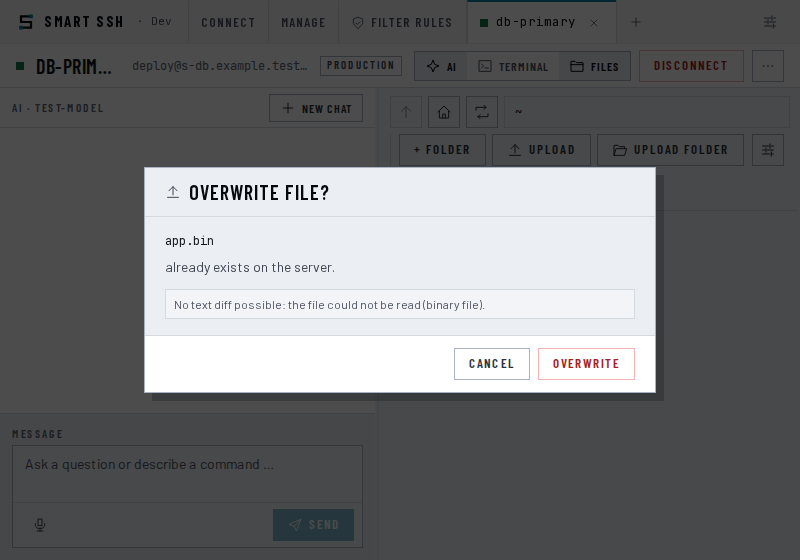 SMART SSH · Dev
CONNECT
MANAGE
FILTER RULES
db-primary
DB-PRIM...
deploy@s-db.example.test…
PRODUCTION
AI
TERMINAL
FILES
DISCONNECT
AI · TEST-MODEL
NEW CHAT
~
+ FOLDER
UPLOAD
UPLOAD FOLDER
OVERWRITE FILE?
app.bin
already exists on the server.
No text diff possible: the file could not be read (binary file).
CANCEL
OVERWRITE
MESSAGE
Ask a question or describe a command ...
SEND